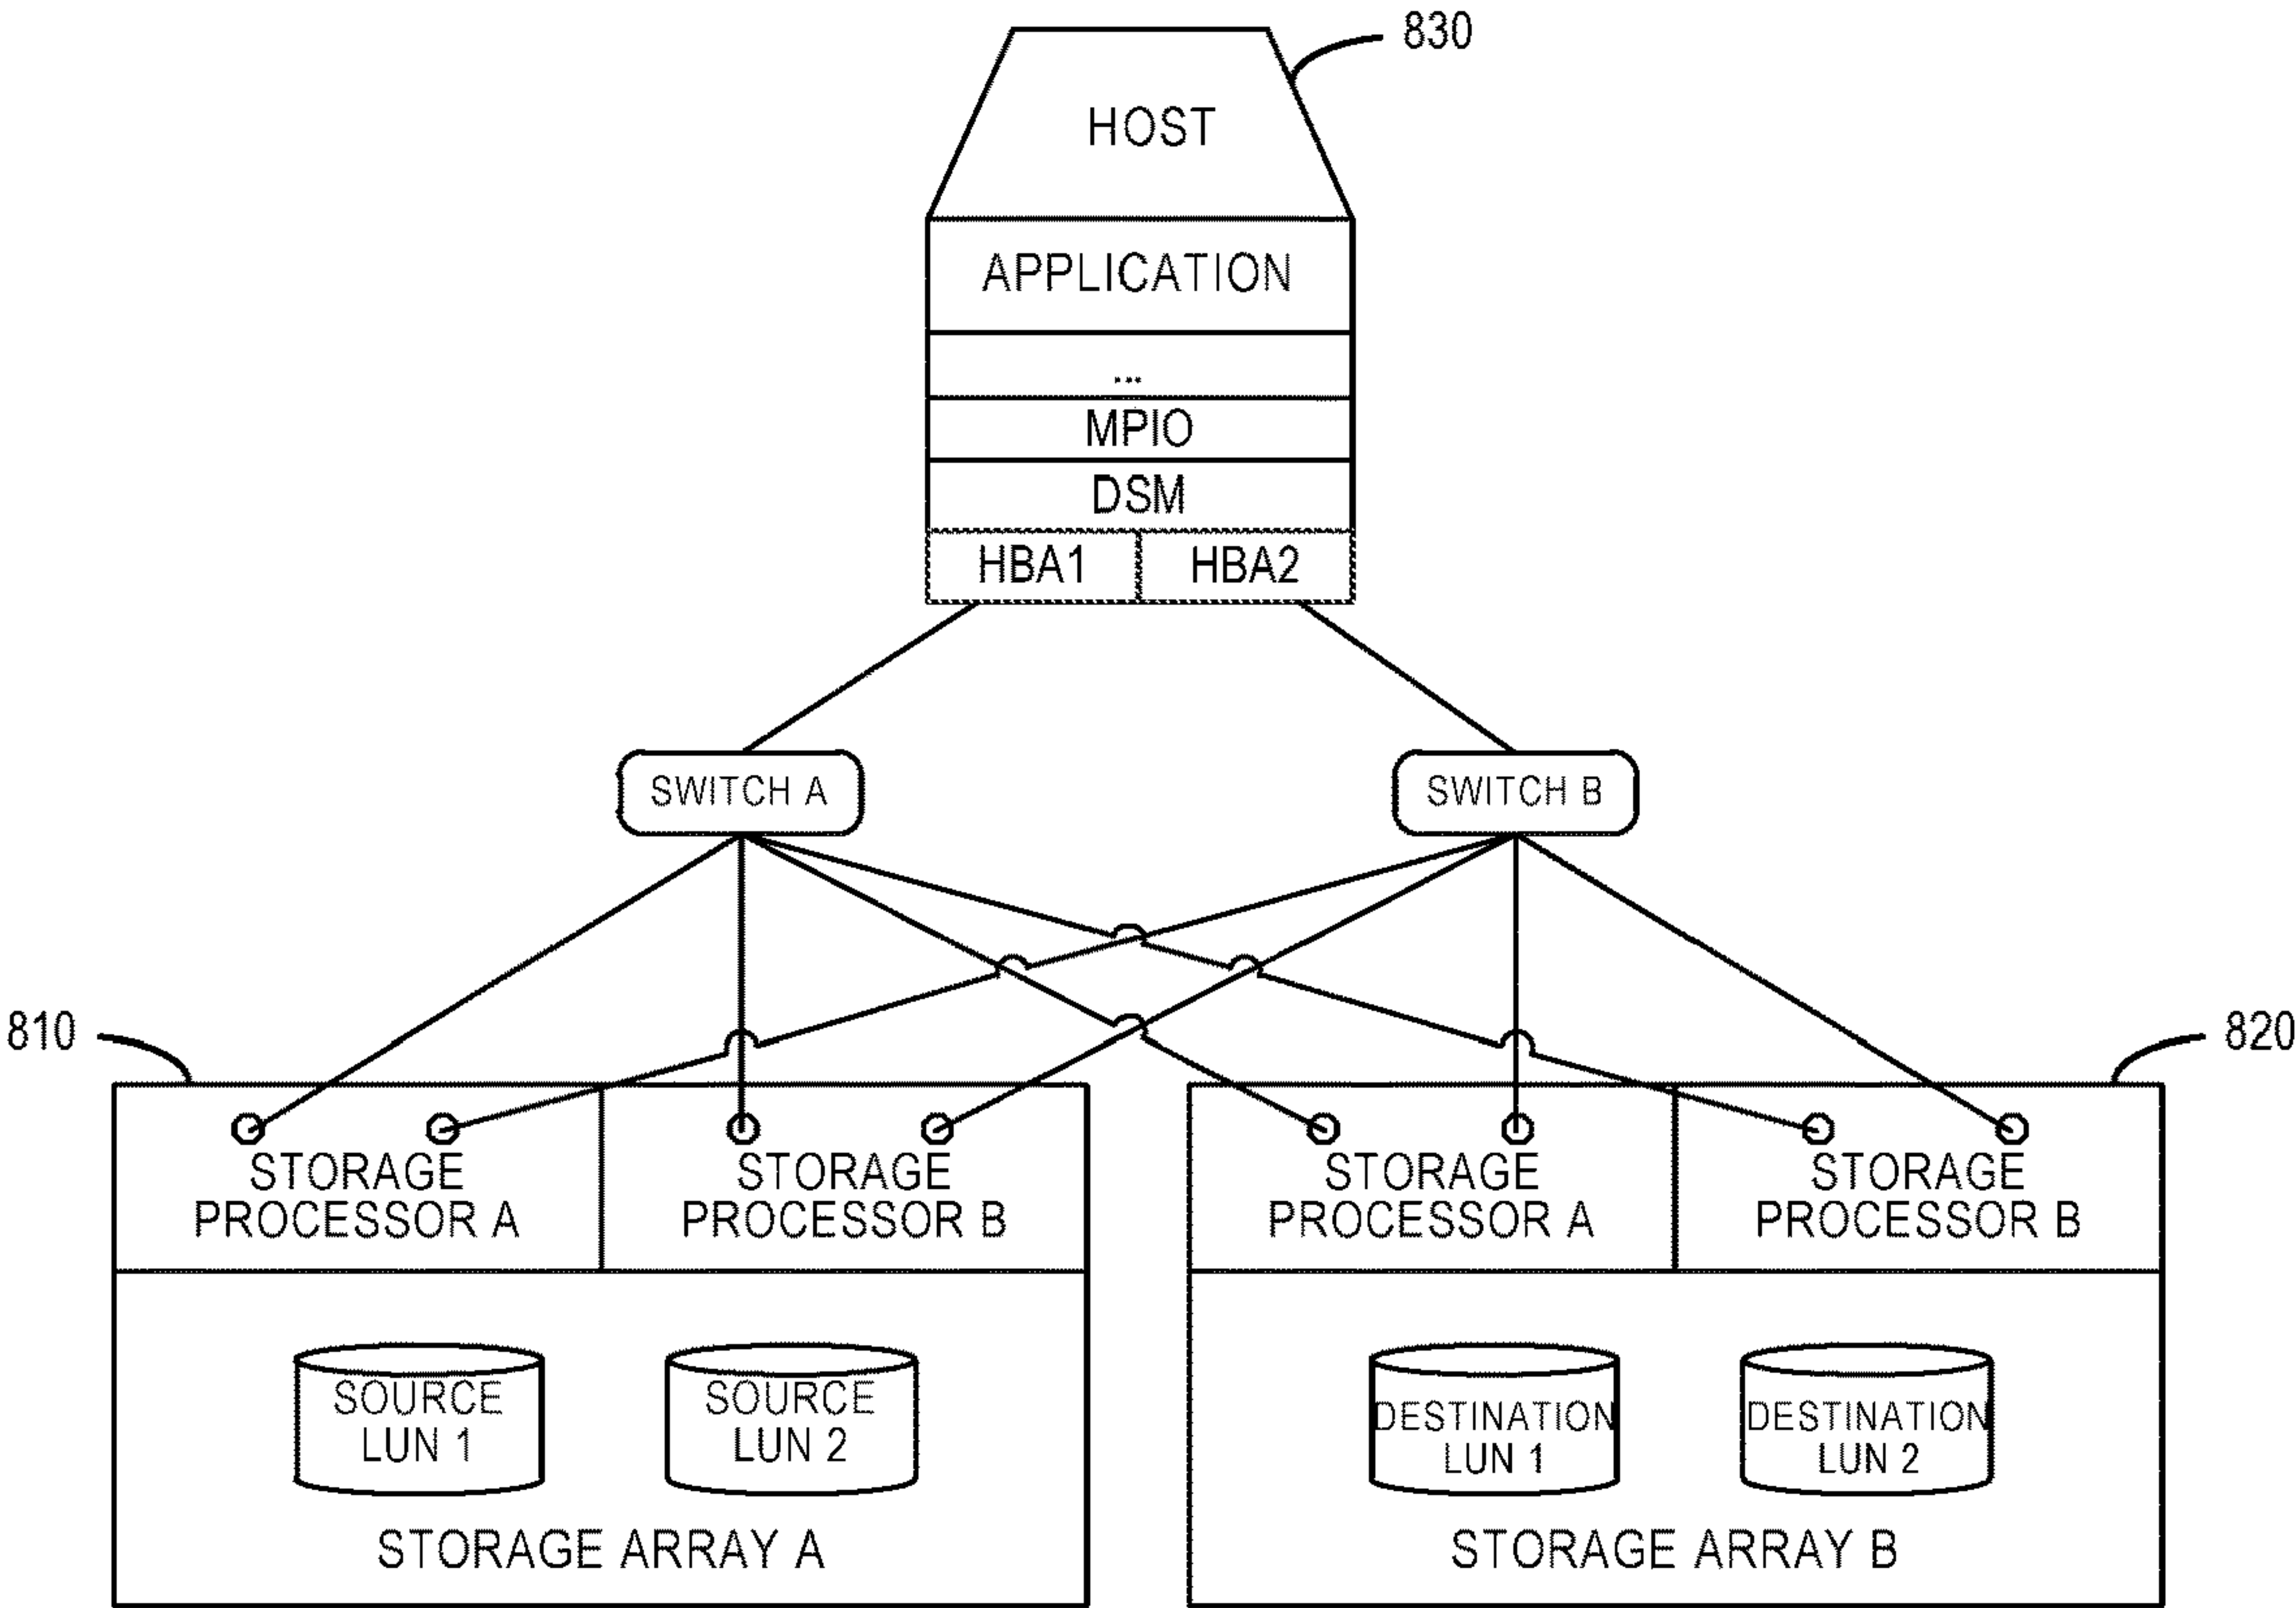 830
HOST
APPLICATION
...
MPIO
DSM
HBA1 HBA2
SWITCH A SWITCH B
810 820
STORAGE PROCESSOR A
STORAGE PROCESSOR B
STORAGE PROCESSOR A
STORAGE PROCESSOR B
SOURCE
LUN 1
SOURCE
LUN 2
DESTINATION
LUN 1
DESTINATION
LUN 2
STORAGE ARRAY A
STORAGE ARRAY B